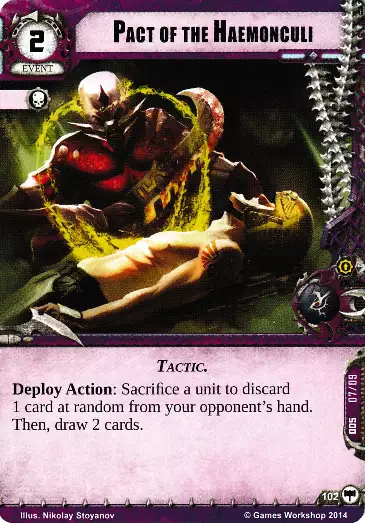 2
PACT OF THE HAEMONCULI
EVENT
TACTIC.
Deploy Action: Sacrifice a unit to discard
1 card at random from your opponent's hand.
Then, draw 2 cards.
005 07/09
102
Illus. Nikolay Stoyanov © Games Workshop 2014